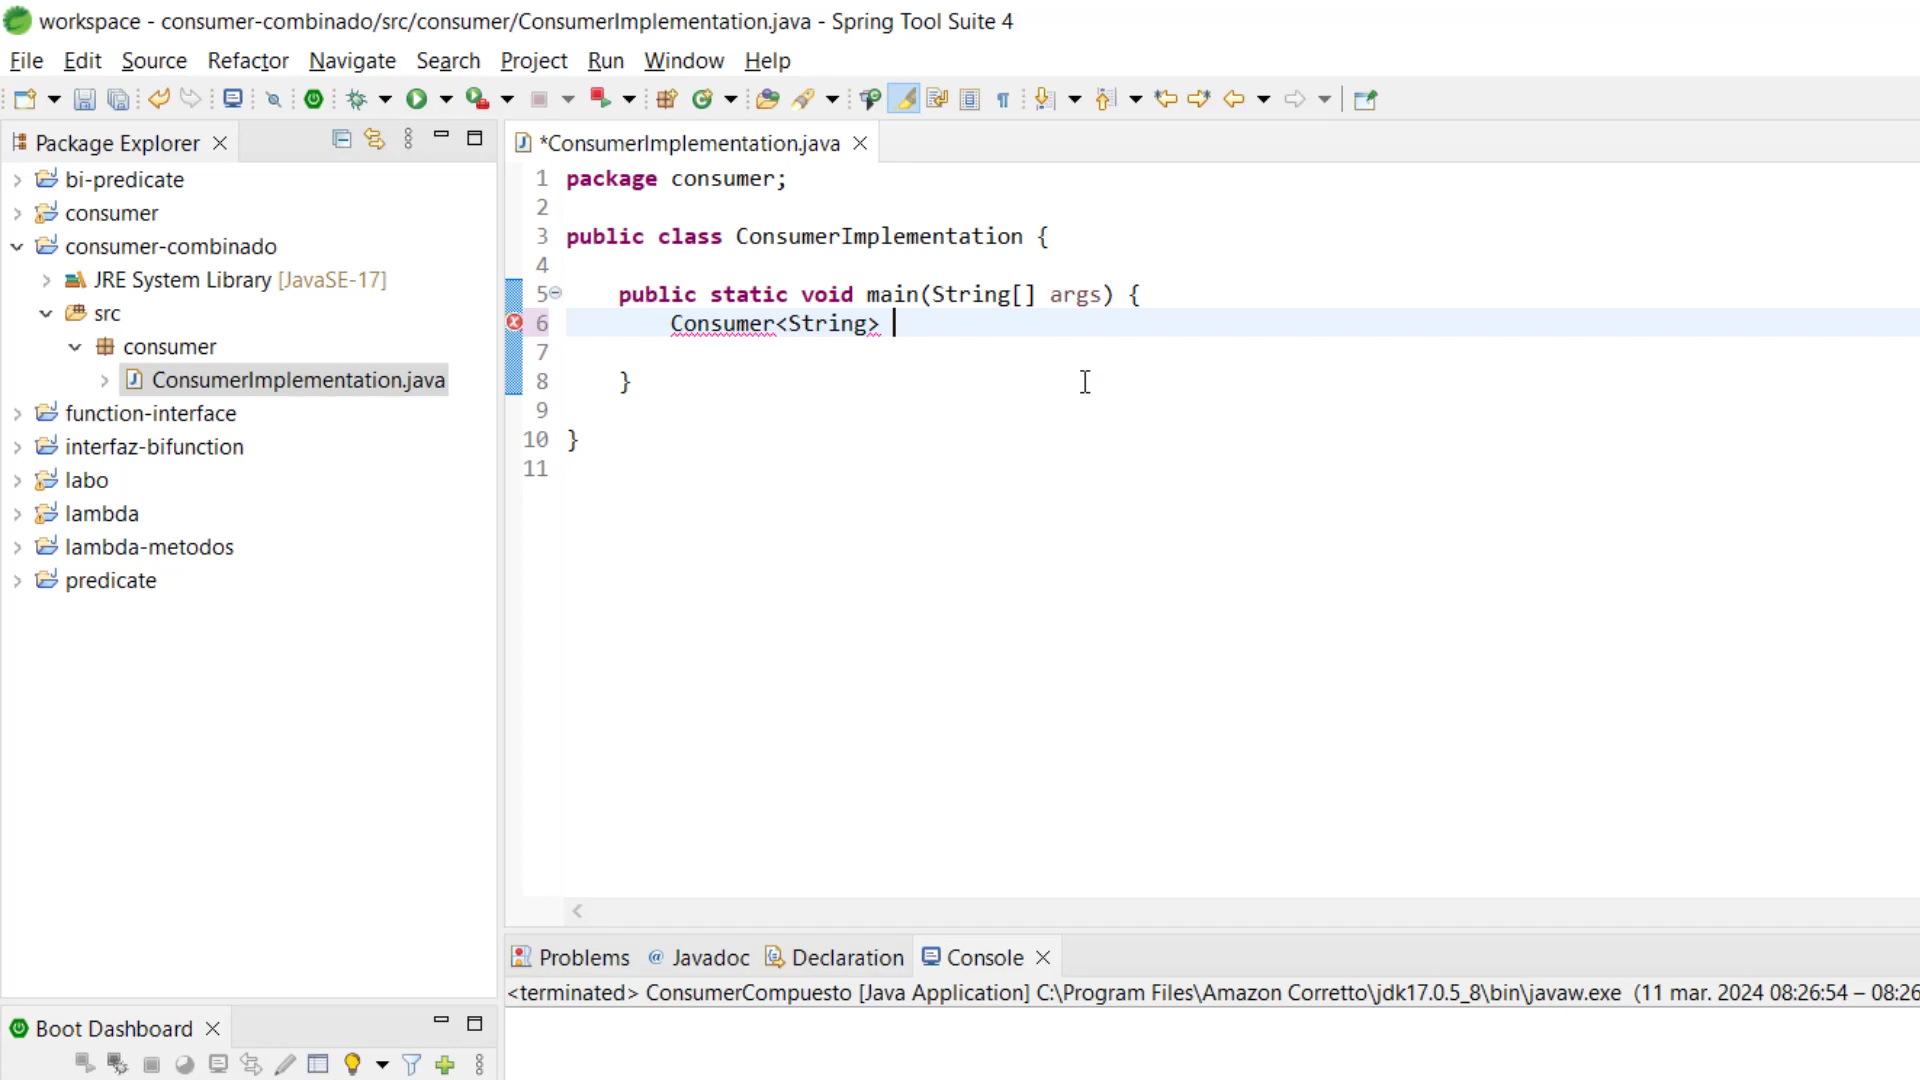 workspace - consumer-combinado/src/consumer/ConsumerImplementation.java - Spring Tool Suite 4
File Edit Source Refactor Navigate Search Project Run Window Help
Package Explorer
bi-predicate
consumer
consumer-combinado
JRE System Library [JavaSE-17]
src
consumer
ConsumerImplementation.java
function-interface
interfaz-bifunction
labo
lambda
lambda-metodos
predicate
*ConsumerImplementation.java
1 package consumer;
2
3 public class ConsumerImplementation {
4
5 public static void main(String[] args) {
6 Consumer<String>
7
8 }
9
10 }
11
Problems @ Javadoc Declaration Console
<terminated> ConsumerCompuesto [Java Application] C:\Program Files\Amazon Corretto\jdk17.0.5_8\bin\javaw.exe (11 mar. 2024 08:26:54 – 08:26
Boot Dashboard